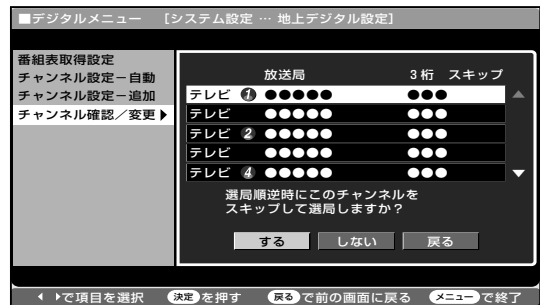 ■デジタルメニュー [システム設定 … 地上デジタル設定]
番組表取得設定
チャンネル設定－自動
チャンネル設定－追加
チャンネル確認／変更▶
放送局 3桁 スキップ
テレビ ① ●●●●● ●●●
テレビ ●●●●● ●●●
テレビ ② ●●●●● ●●●
テレビ ●●●●● ●●●
テレビ ④ ●●●●● ●●●
選局順逆時にこのチャンネルを
スキップして選局しますか？
する しない 戻る
◀ ▶で項目を選択 決定を押す 戻るで前の画面に戻る メニューで終了